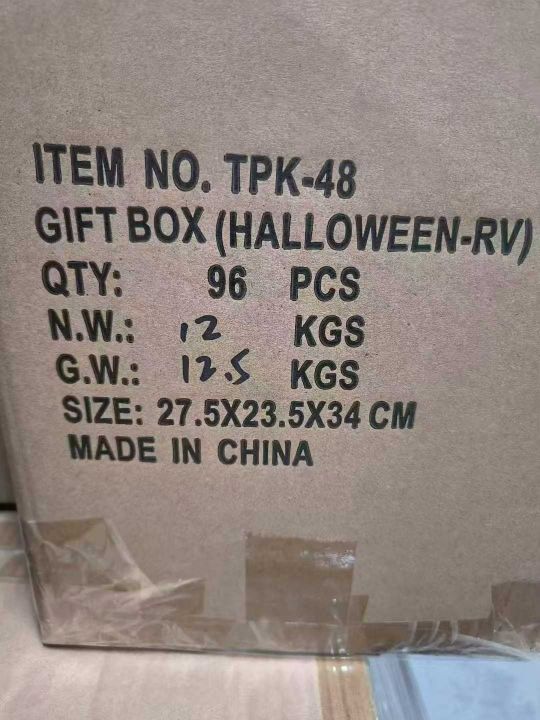 ITEM NO. TPK-48
GIFT BOX (HALLOWEEN-RV)
QTY: 96 PCS
N.W.: 12 KGS
G.W.: 12.5 KGS
SIZE: 27.5X23.5X34 CM
MADE IN CHINA